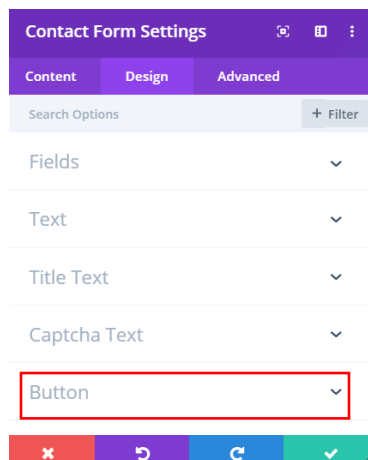 Contact Form Settings
Content Design Advanced
Search Options + Filter
Fields
Text
Title Text
Captcha Text
Button